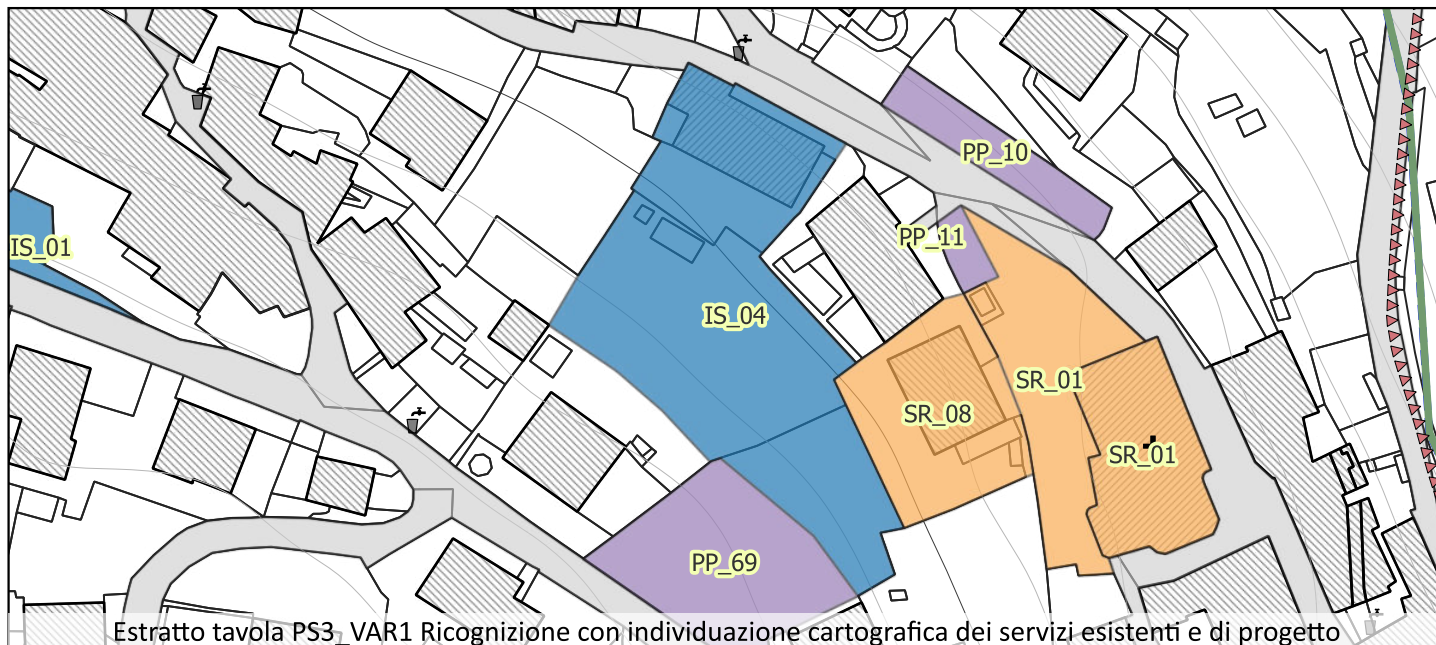 PP_10
PP_11
IS_01
IS_04
SR_01
SR_08
SR_01
PP_69
Estratto tavola PS3_VAR1 Ricognizione con individuazione cartografica dei servizi esistenti e di progetto